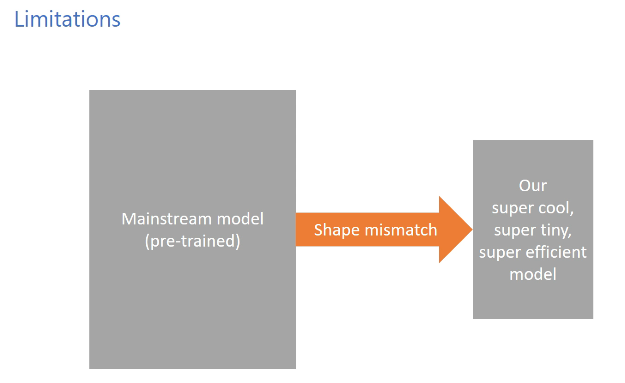 Limitations
Mainstream model
(pre-trained)
Shape mismatch
Our
super cool,
super tiny,
super efficient
model